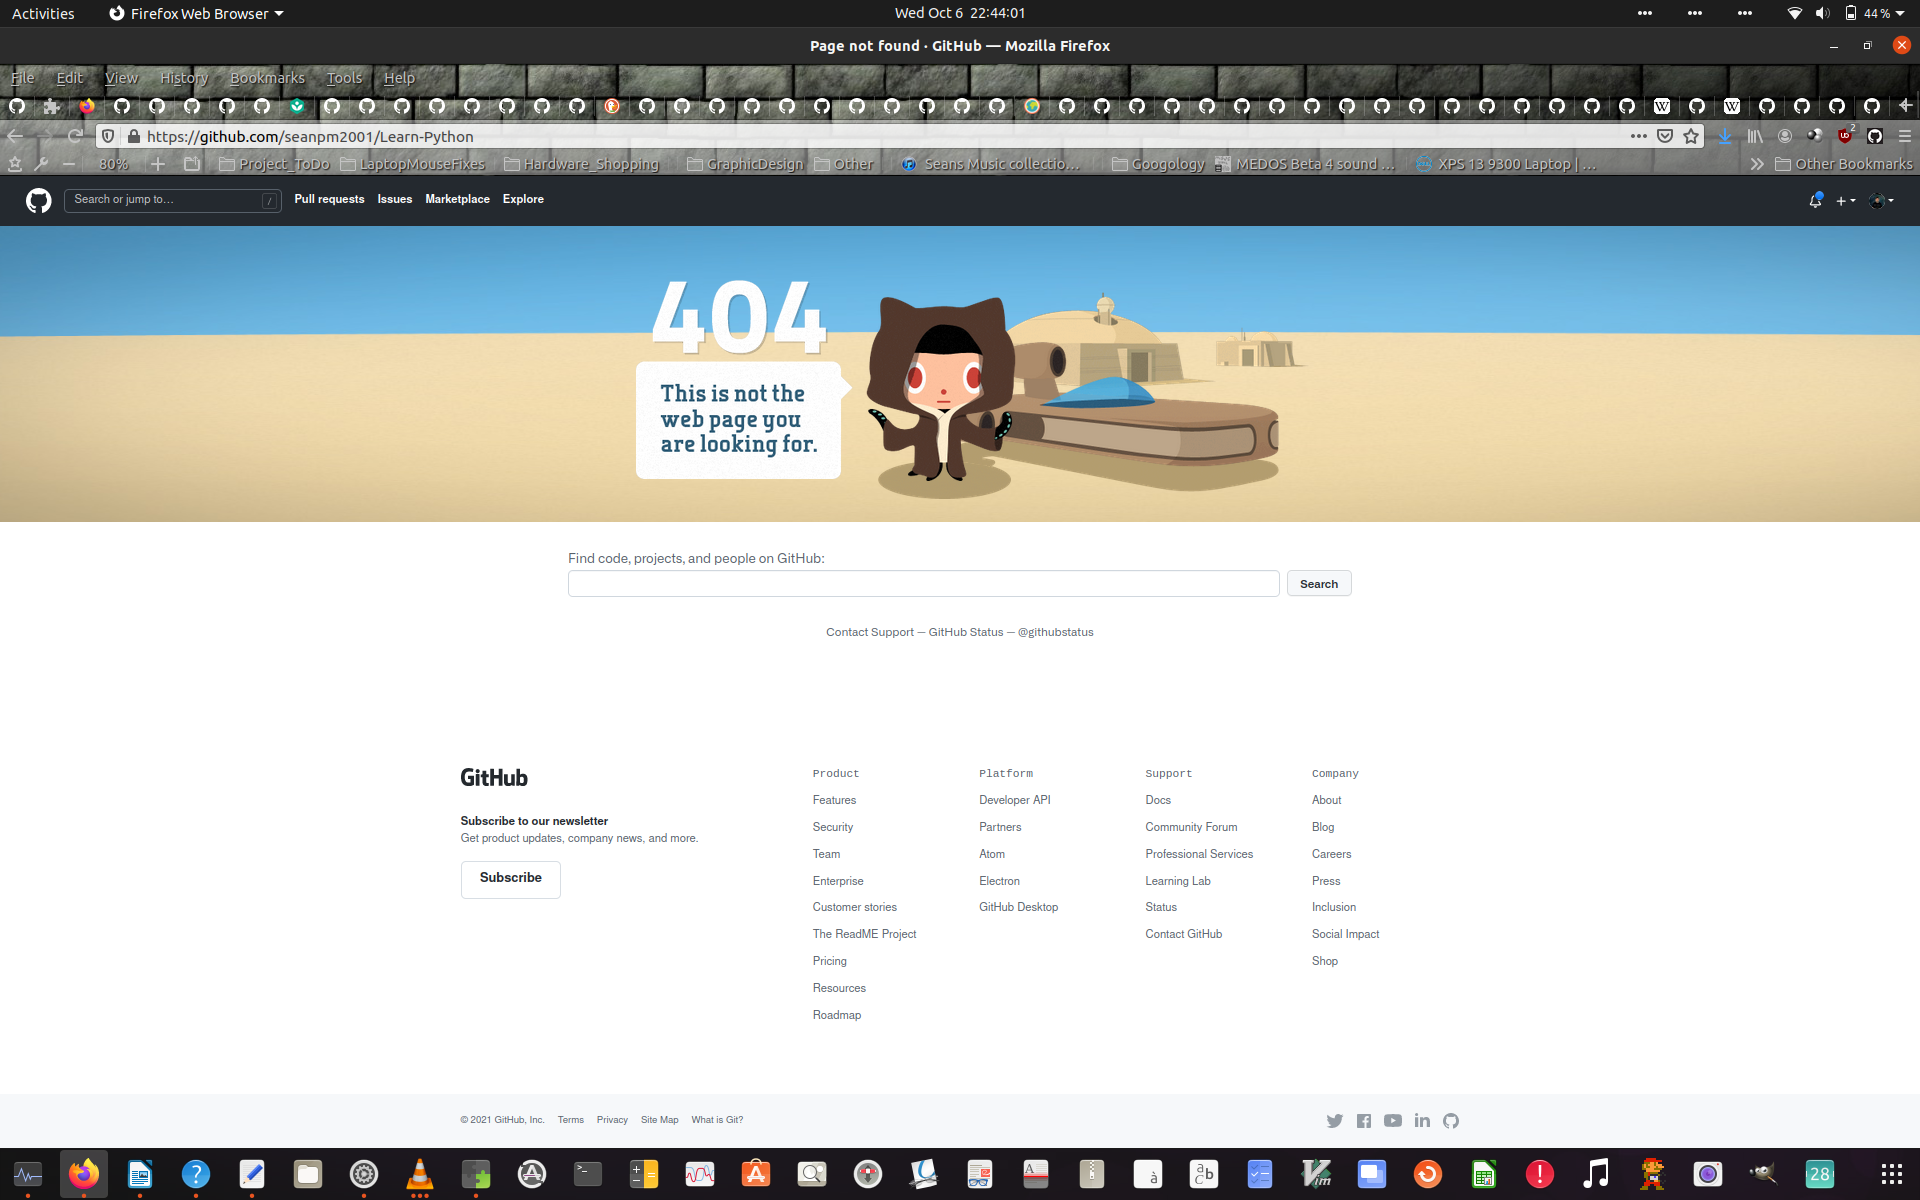 Activities
Firefox Web Browser
Wed Oct 6 22:44:01
44 %
Page not found · GitHub — Mozilla Firefox
File Edit View History Bookmarks Tools Help
https://github.com/seanpm2001/Learn-Python
2
80%
Project_ToDo
LaptopMouseFixes
Hardware_Shopping
GraphicDesign
Other
Seans Music collectio…
Googology
MEDOS Beta 4 sound …
XPS 13 9300 Laptop | …
Other Bookmarks
Search or jump to…
/
Pull requests Issues Marketplace Explore
404
This is not the
web page you
are looking for.
Find code, projects, and people on GitHub:
Search
Contact Support — GitHub Status — @githubstatus
GitHub
Subscribe to our newsletter
Get product updates, company news, and more.
Subscribe
Product
Features
Security
Team
Enterprise
Customer stories
The ReadME Project
Pricing
Resources
Roadmap
Platform
Developer API
Partners
Atom
Electron
GitHub Desktop
Support
Docs
Community Forum
Professional Services
Learning Lab
Status
Contact GitHub
Company
About
Blog
Careers
Press
Inclusion
Social Impact
Shop
© 2021 GitHub, Inc. Terms Privacy Site Map What is Git?
28